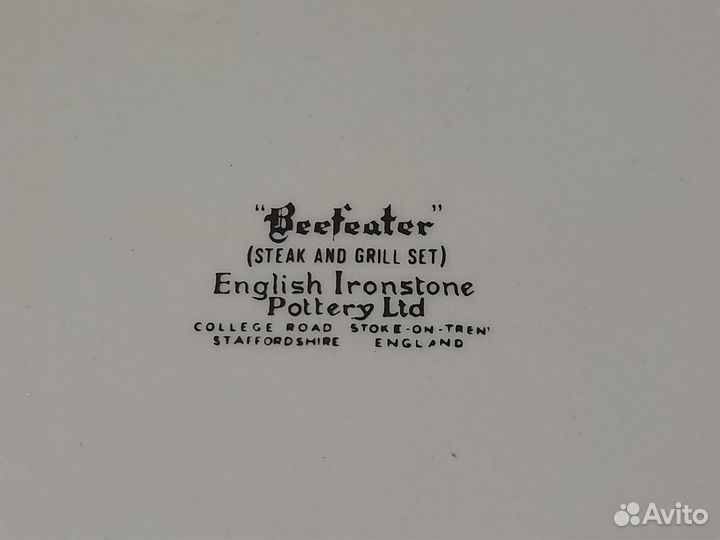 "Beefeater"
(STEAK AND GRILL SET)
English Ironstone
Pottery Ltd
COLLEGE ROAD STOKE-ON-TREN'
STAFFORDSHIRE ENGLAND
Avito